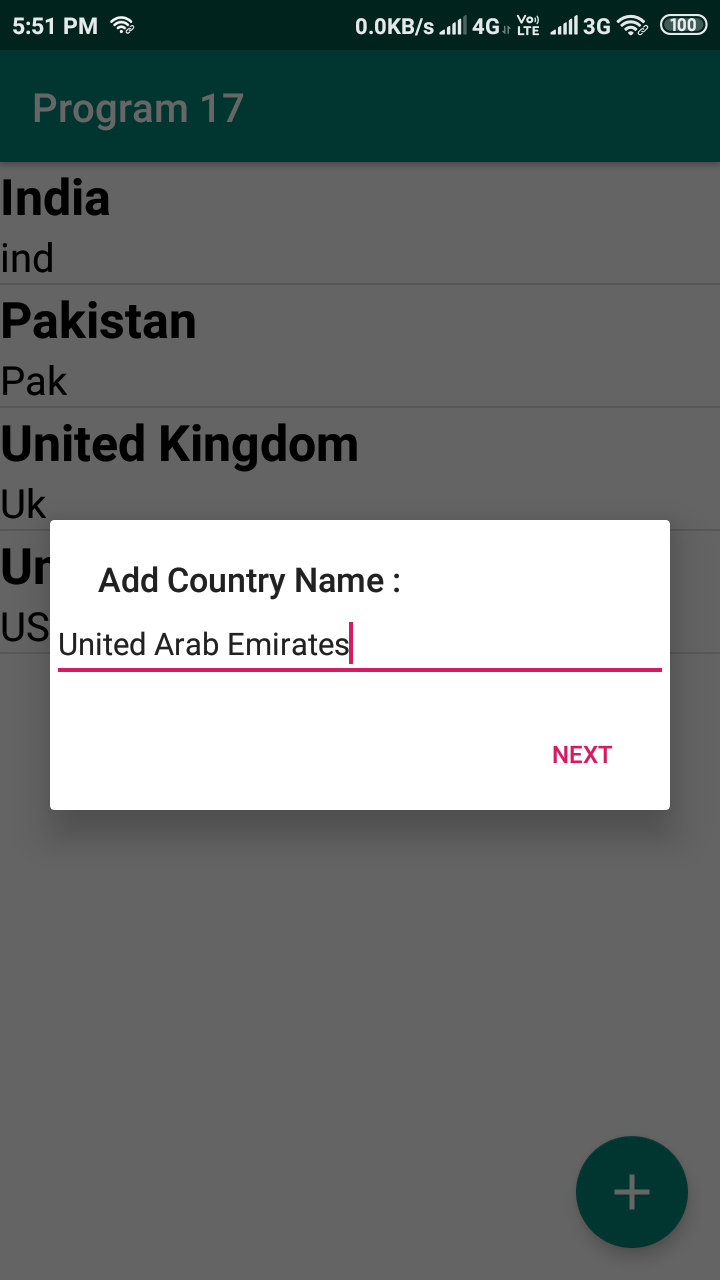 5:51 PM 0.0KB/s 4G Vo) LTE 3G 100
Program 17
India
ind
Pakistan
Pak
United Kingdom
Uk
US
Add Country Name :
United Arab Emirates
NEXT